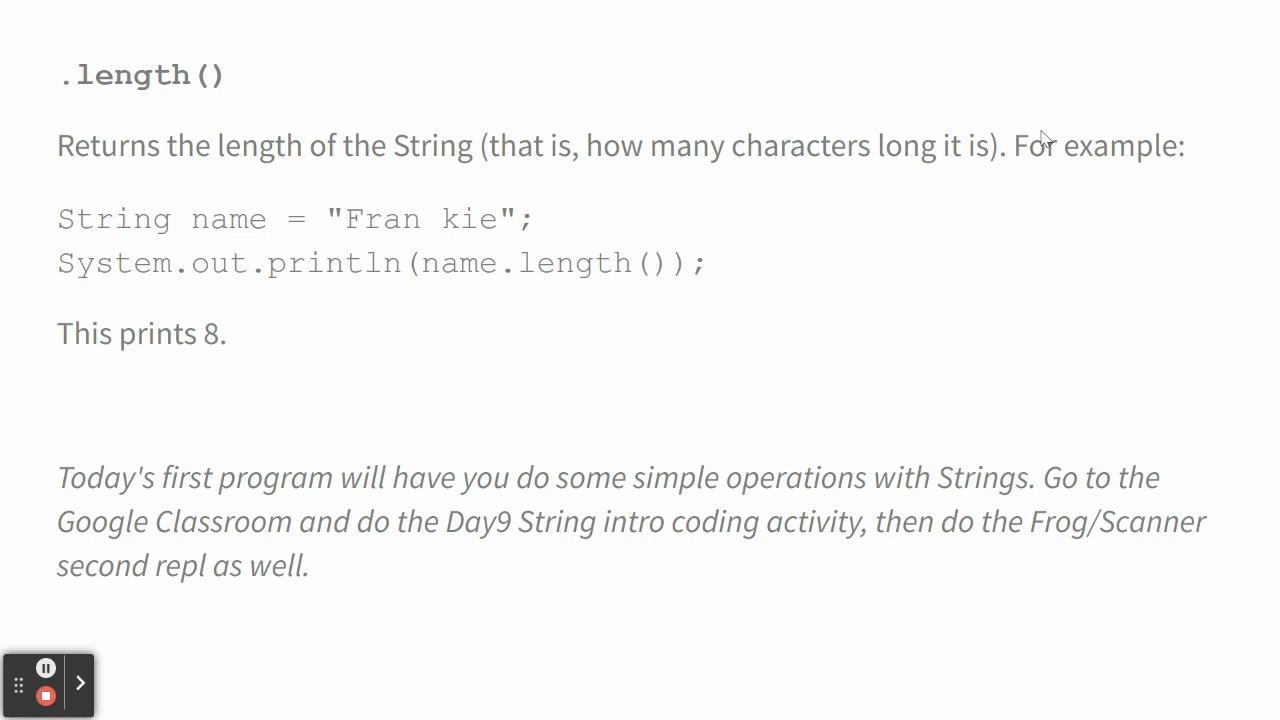 .length()
Returns the length of the String (that is, how many characters long it is). For example:
String name = "Fran kie";
System.out.println(name.length());
This prints 8.
Today's first program will have you do some simple operations with Strings. Go to the
Google Classroom and do the Day9 String intro coding activity, then do the Frog/Scanner
second repl as well.